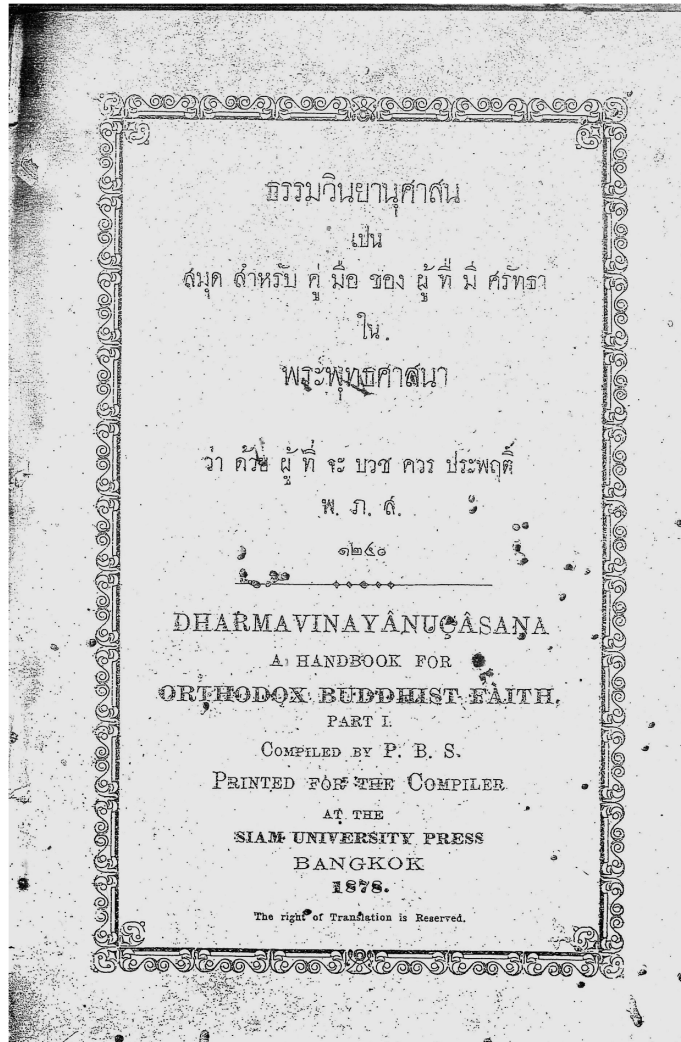 ธรรมวินยานุศาสน
เปน
สมุด สำหรับ คู่ มือ ของ ผู้ ที่ มี ศรัทธา
ใน
พระพุทธศาสนา
ว่า ด้วย ผู้ ที่ จะ บวช ควร ประพฤติ์
พ. ภ. ส.
๑๒๔๐
DHARMAVINAYÂNUÇÂSANA
A HANDBOOK FOR
ORTHODOX BUDDHIST FAITH.
PART I.
COMPILED BY P. B. S.
PRINTED FOR THE COMPILER
AT THE
SIAM UNIVERSITY PRESS
BANGKOK
1878.
The right of Translation is Reserved.